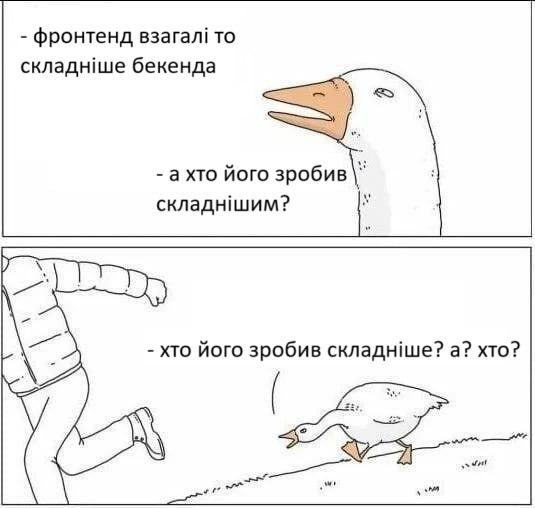 - фронтенд взагалі то
складніше бекенда
- а хто його зробив
складнішим?
- хто його зробив складніше? а? хто?